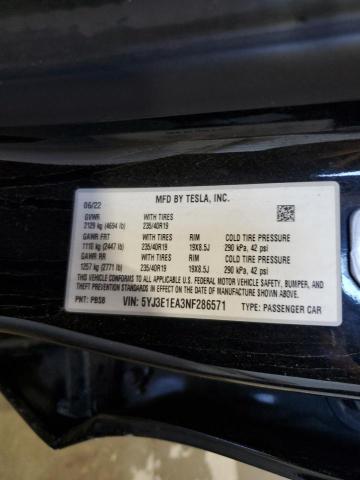 MFD BY TESLA, INC.
06/22
GVWR WITH TIRES
2129 kg (4694 lb) 235/40R19
GAWR FRT WITH TIRES RIM COLD TIRE PRESSURE
1110 kg (2447 lb) 235/40R19 19X8.5J 290 kPa, 42 psi
GAWR RR WITH TIRES RIM COLD TIRE PRESSURE
1257 kg (2771 lb) 235/40R19 19X8.5J 290 kPa, 42 psi
THIS VEHICLE CONFORMS TO ALL APPLICABLE FEDERAL MOTOR VEHICLE SAFETY, BUMPER, AND
THEFT PREVENTION STANDARDS IN EFFECT ON THE DATE OF MANUFACTURE SHOWN ABOVE.
PNT: PBSB VIN: 5YJ3E1EA3NF286571 TYPE: PASSENGER CAR